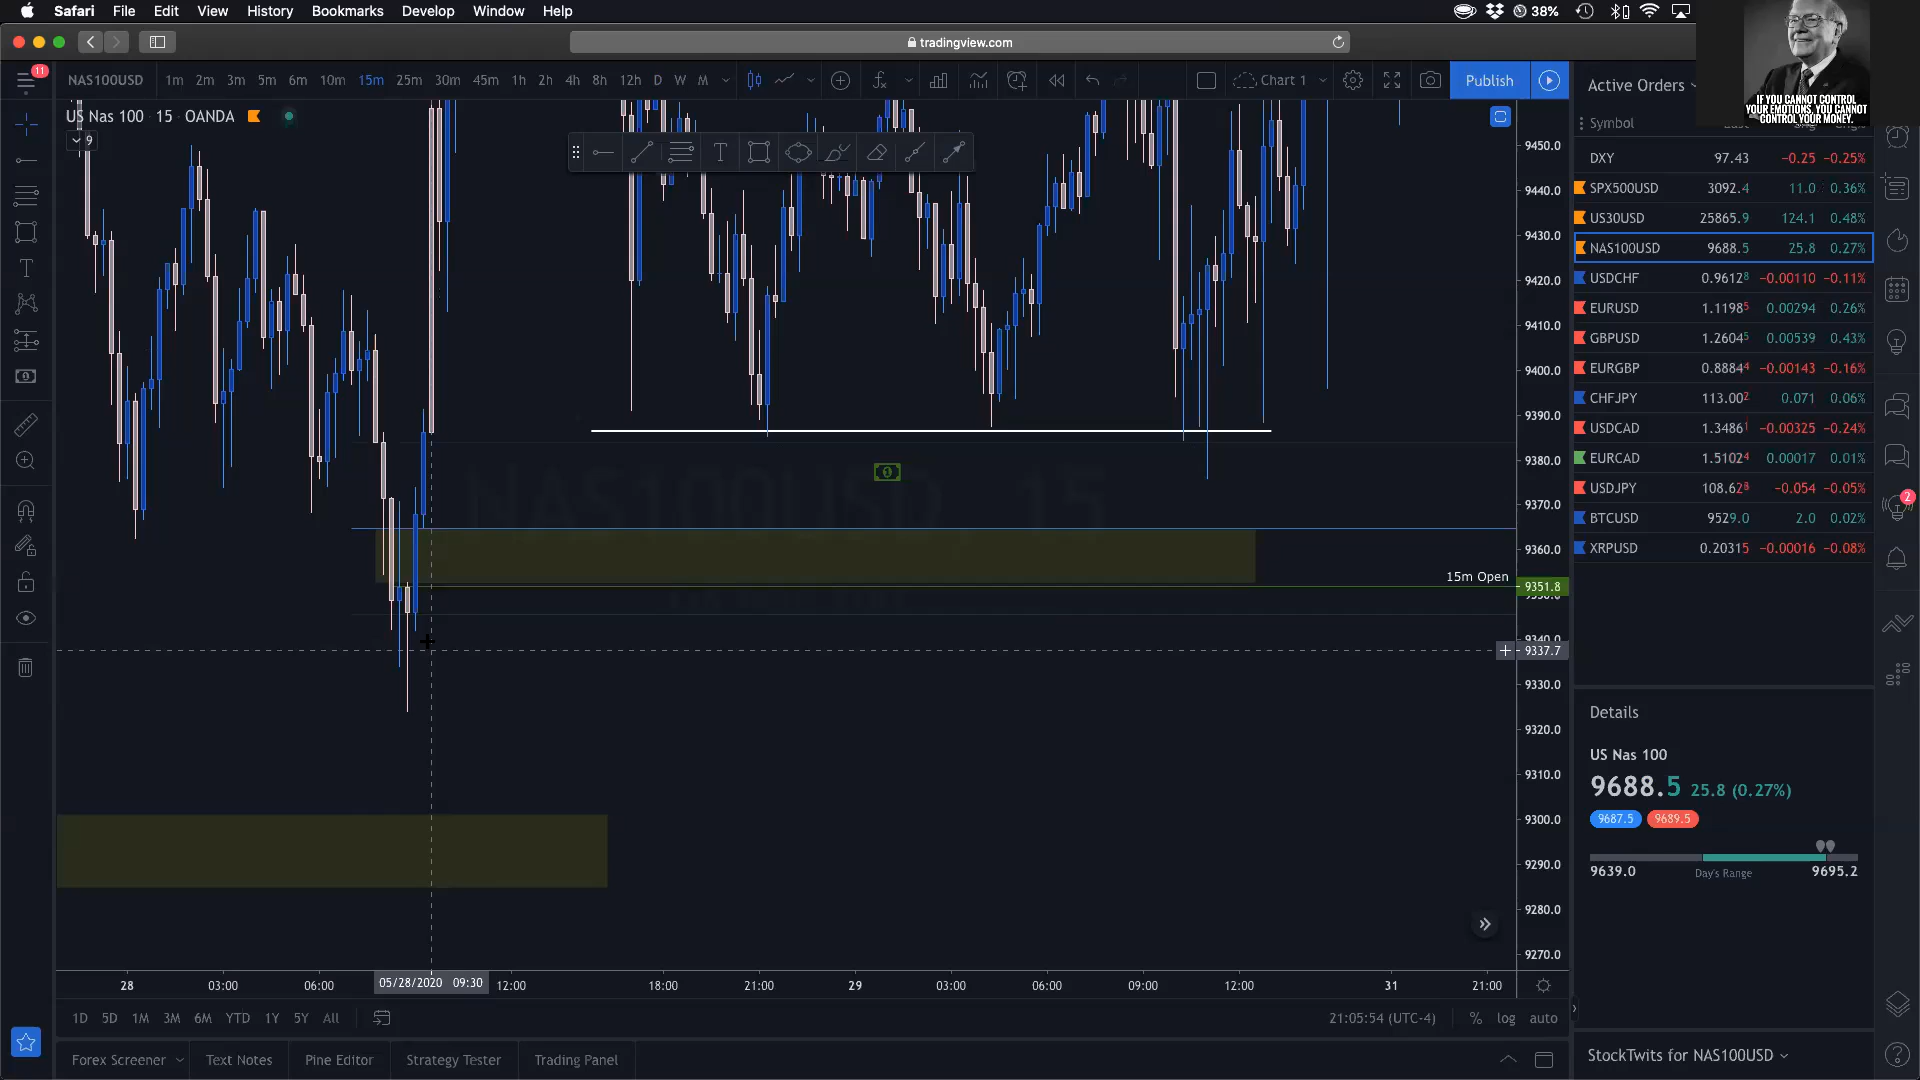 Safari File Edit View History Bookmarks Develop Window Help 38%
tradingview.com
IF YOU CANNOT CONTROL
YOUR EMOTIONS, YOU CANNOT
CONTROL YOUR MONEY.
11
NAS100USD 1m 2m 3m 5m 6m 10m 15m 25m 30m 45m 1h 2h 4h 8h 12h D W M Chart 1 Publish
Active Orders
US Nas 100 15 OANDA
9
Symbol
DXY 97.43 −0.25 −0.25%
SPX500USD 3092.4 11.0 0.36%
US30USD 25865.9 124.1 0.48%
NAS100USD 9688.5 25.8 0.27%
USDCHF 0.96128 −0.00110 −0.11%
EURUSD 1.11985 0.00294 0.26%
GBPUSD 1.26045 0.00539 0.43%
EURGBP 0.88844 −0.00143 −0.16%
CHFJPY 113.002 0.071 0.06%
USDCAD 1.34861 −0.00325 −0.24%
EURCAD 1.51024 0.00017 0.01%
USDJPY 108.623 −0.054 −0.05%
BTCUSD 9529.0 2.0 0.02%
XRPUSD 0.20315 −0.00016 −0.08%
2
9450.0
9440.0
9430.0
9420.0
9410.0
9400.0
9390.0
9380.0
9370.0
9360.0
9351.8
9340.0
9337.7
9330.0
9320.0
9310.0
9300.0
9290.0
9280.0
9270.0
NAS100USD 15
15m Open
Details
US Nas 100
9688.5 25.8 (0.27%)
9687.5 9689.5
9639.0 Day's Range 9695.2
28 03:00 06:00 05/28/2020 09:30 12:00 18:00 21:00 29 03:00 06:00 09:00 12:00 31 21:00
1D 5D 1M 3M 6M YTD 1Y 5Y All 21:05:54 (UTC-4) % log auto
Forex Screener Text Notes Pine Editor Strategy Tester Trading Panel
StockTwits for NAS100USD